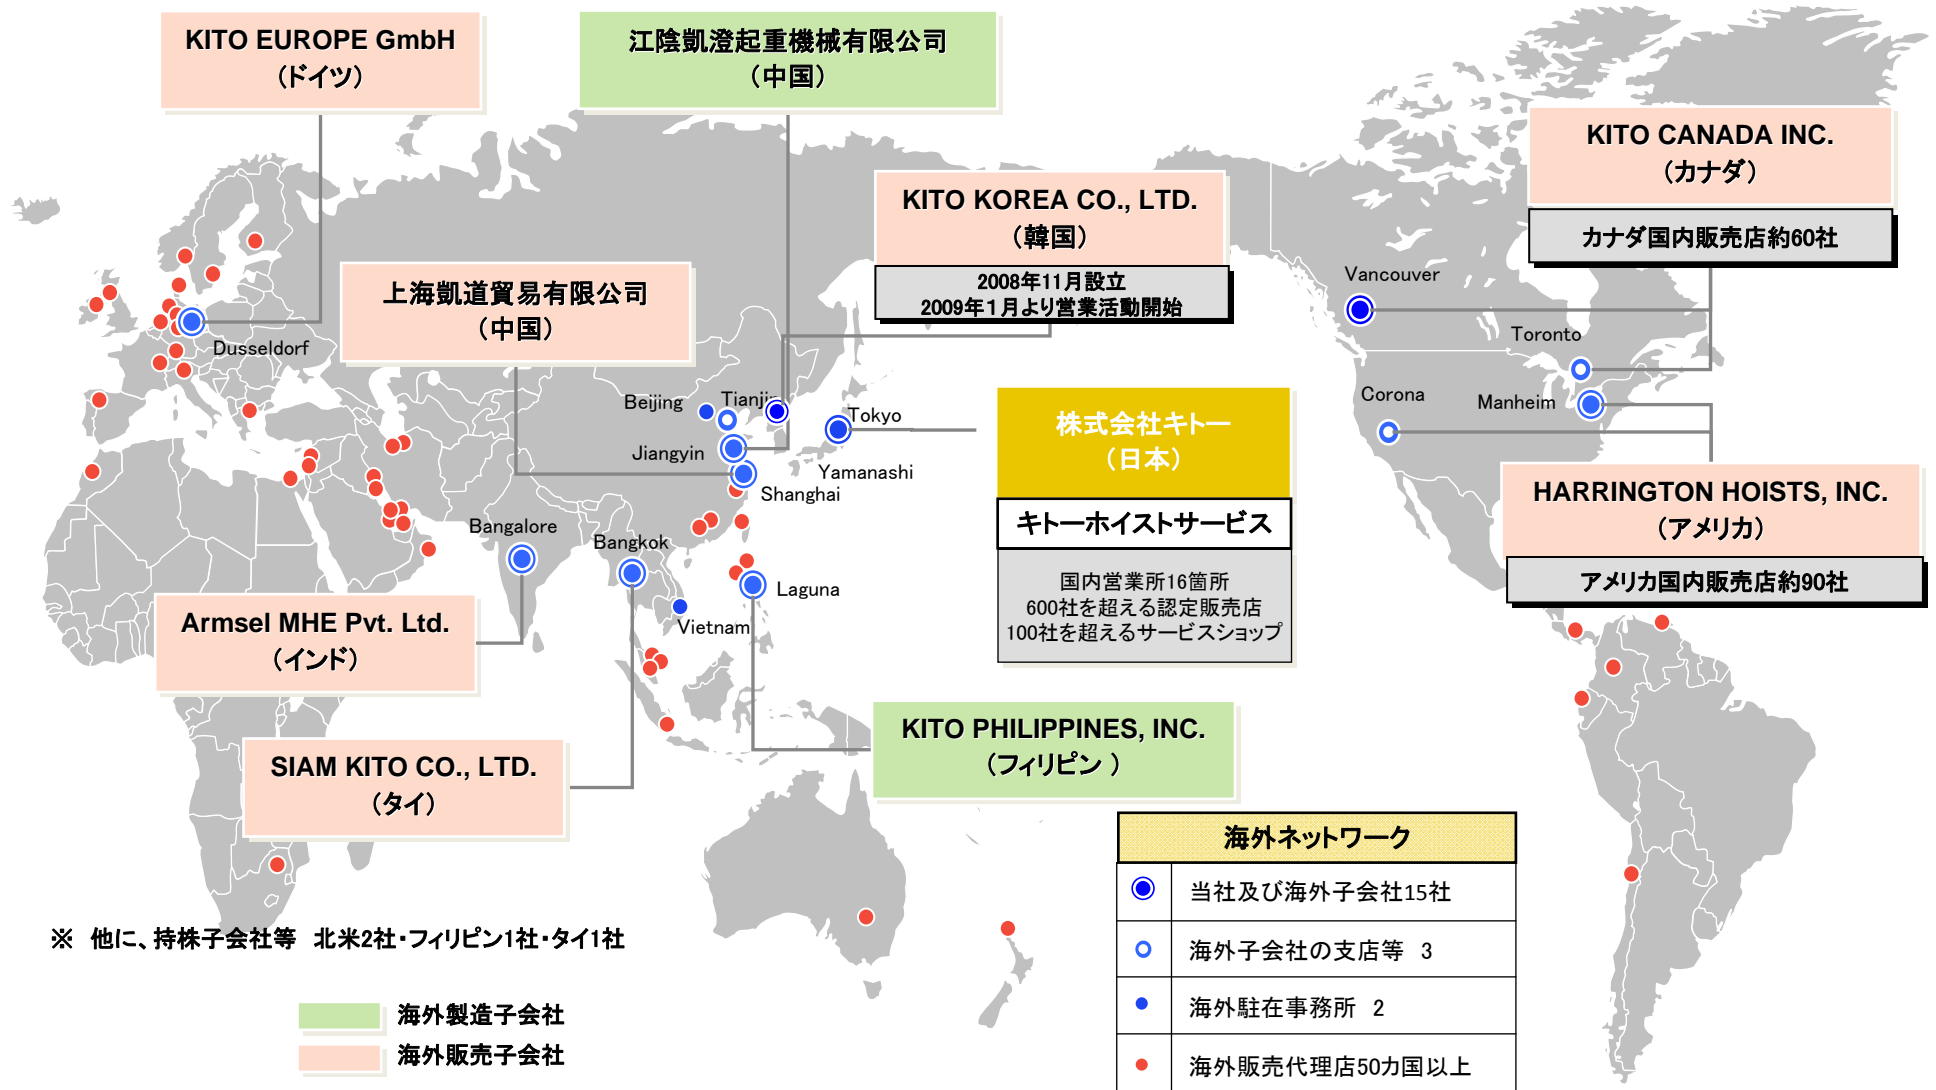 KITO EUROPE GmbH
（ドイツ）
江陰凱澄起重機械有限公司
（中国）
KITO CANADA INC.
（カナダ）
カナダ国内販売店約60社
KITO KOREA CO., LTD.
（韓国）
2008年11月設立
2009年1月より営業活動開始
上海凱道貿易有限公司
（中国）
Vancouver
Toronto
Dusseldorf
Corona
Manheim
Beijing
Tianjin
Tokyo
Jiangyin
Yamanashi
Shanghai
株式会社キトー
（日本）
キトーホイストサービス
国内営業所16箇所
600社を超える認定販売店
100社を超えるサービスショップ
HARRINGTON HOISTS, INC.
（アメリカ）
アメリカ国内販売店約90社
Bangalore
Bangkok
Laguna
Vietnam
Armsel MHE Pvt. Ltd.
（インド）
KITO PHILIPPINES, INC.
（フィリピン ）
SIAM KITO CO., LTD.
（タイ）
海外ネットワーク
当社及び海外子会社15社
海外子会社の支店等 3
海外駐在事務所 2
海外販売代理店50カ国以上
※ 他に、持株子会社等 北米2社・フィリピン1社・タイ1社
海外製造子会社
海外販売子会社